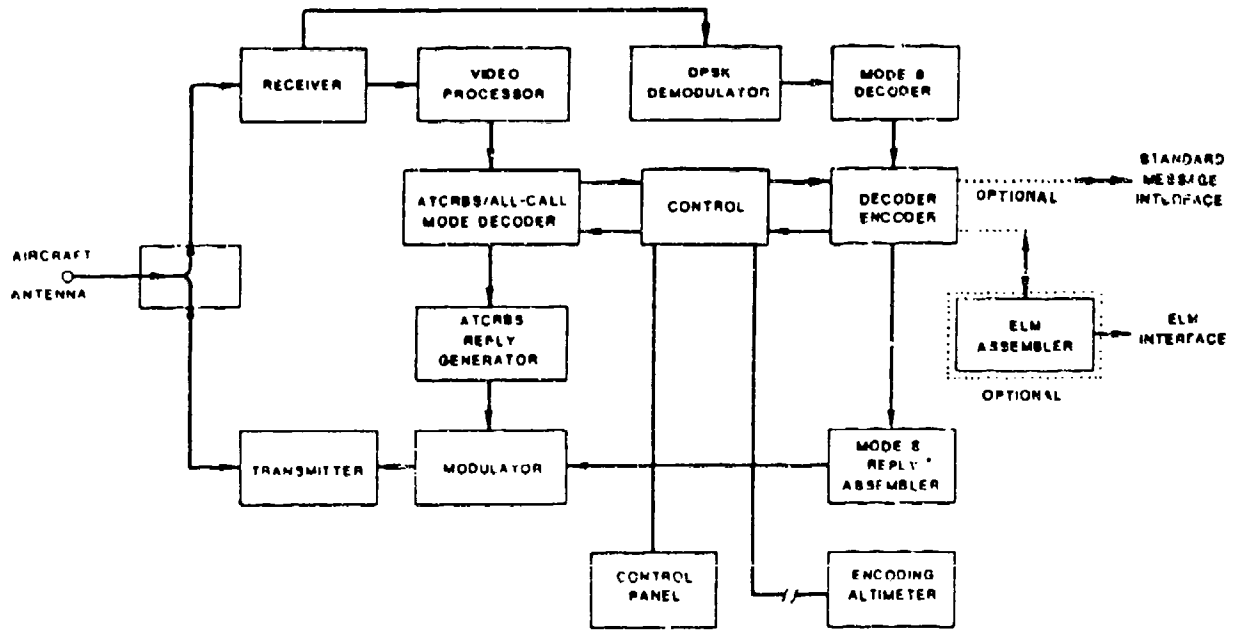 RECEIVER
VIDEO
PROCESSOR
DPSK
DEMODULATOR
MODE S
DECODER
ATCRBS/ALL-CALL
MODE DECODER
CONTROL
DECODER
ENCODER
OPTIONAL
STANDARD
MESSAGE
INTERFACE
AIRCRAFT
ANTENNA
ATCRBS
REPLY
GENERATOR
ELM
ASSEMBLER
ELM
INTERFACE
OPTIONAL
TRANSMITTER
MODULATOR
MODE S
REPLY
ASSEMBLER
CONTROL
PANEL
ENCODING
ALTIMETER